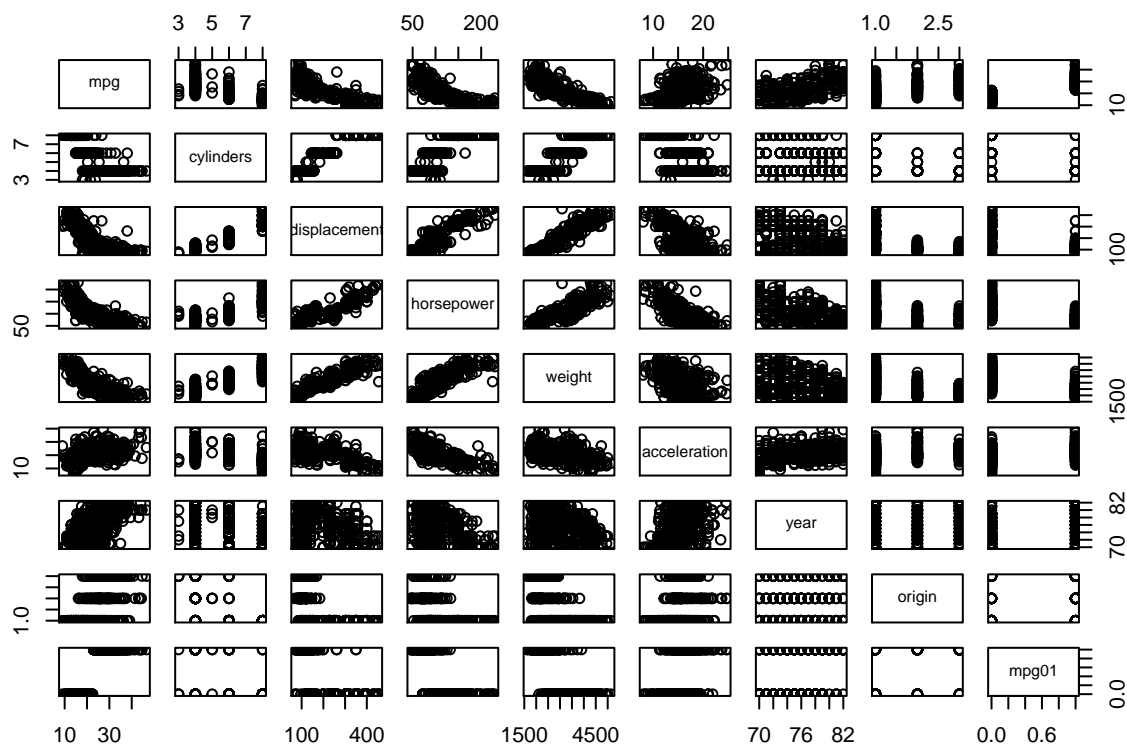 3 5 7 50 200 10 20 1.0 2.5
mpg 10
7
3 cylinders
displacement 100
50 horsepower
weight 1500
10 acceleration
year 70 82
1.0 origin
mpg01 0.0
10 30 100 400 1500 4500 70 76 82 0.0 0.6